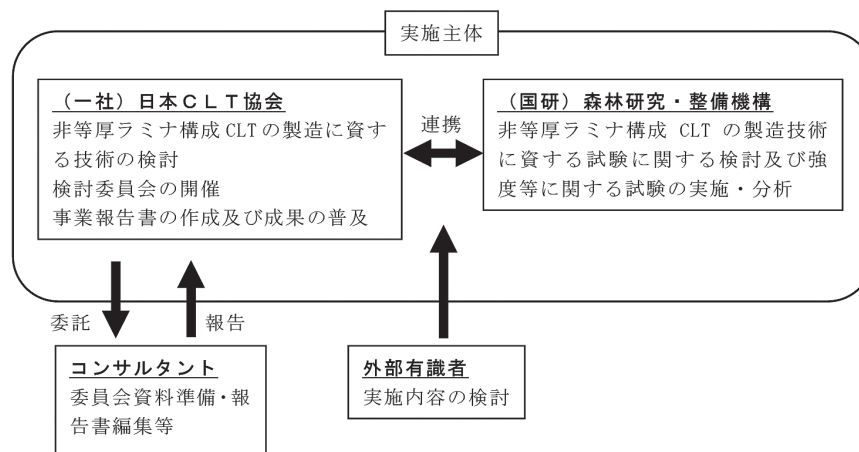 実施主体
（一社）日本ＣＬＴ協会
非等厚ラミナ構成CLTの製造に資す
る技術の検討
検討委員会の開催
事業報告書の作成及び成果の普及
連携
（国研）森林研究・整備機構
非等厚ラミナ構成 CLT の製造技術
に資する試験に関する検討及び強
度等に関する試験の実施・分析
委託
報告
コンサルタント
委員会資料準備・報
告書編集等
外部有識者
実施内容の検討